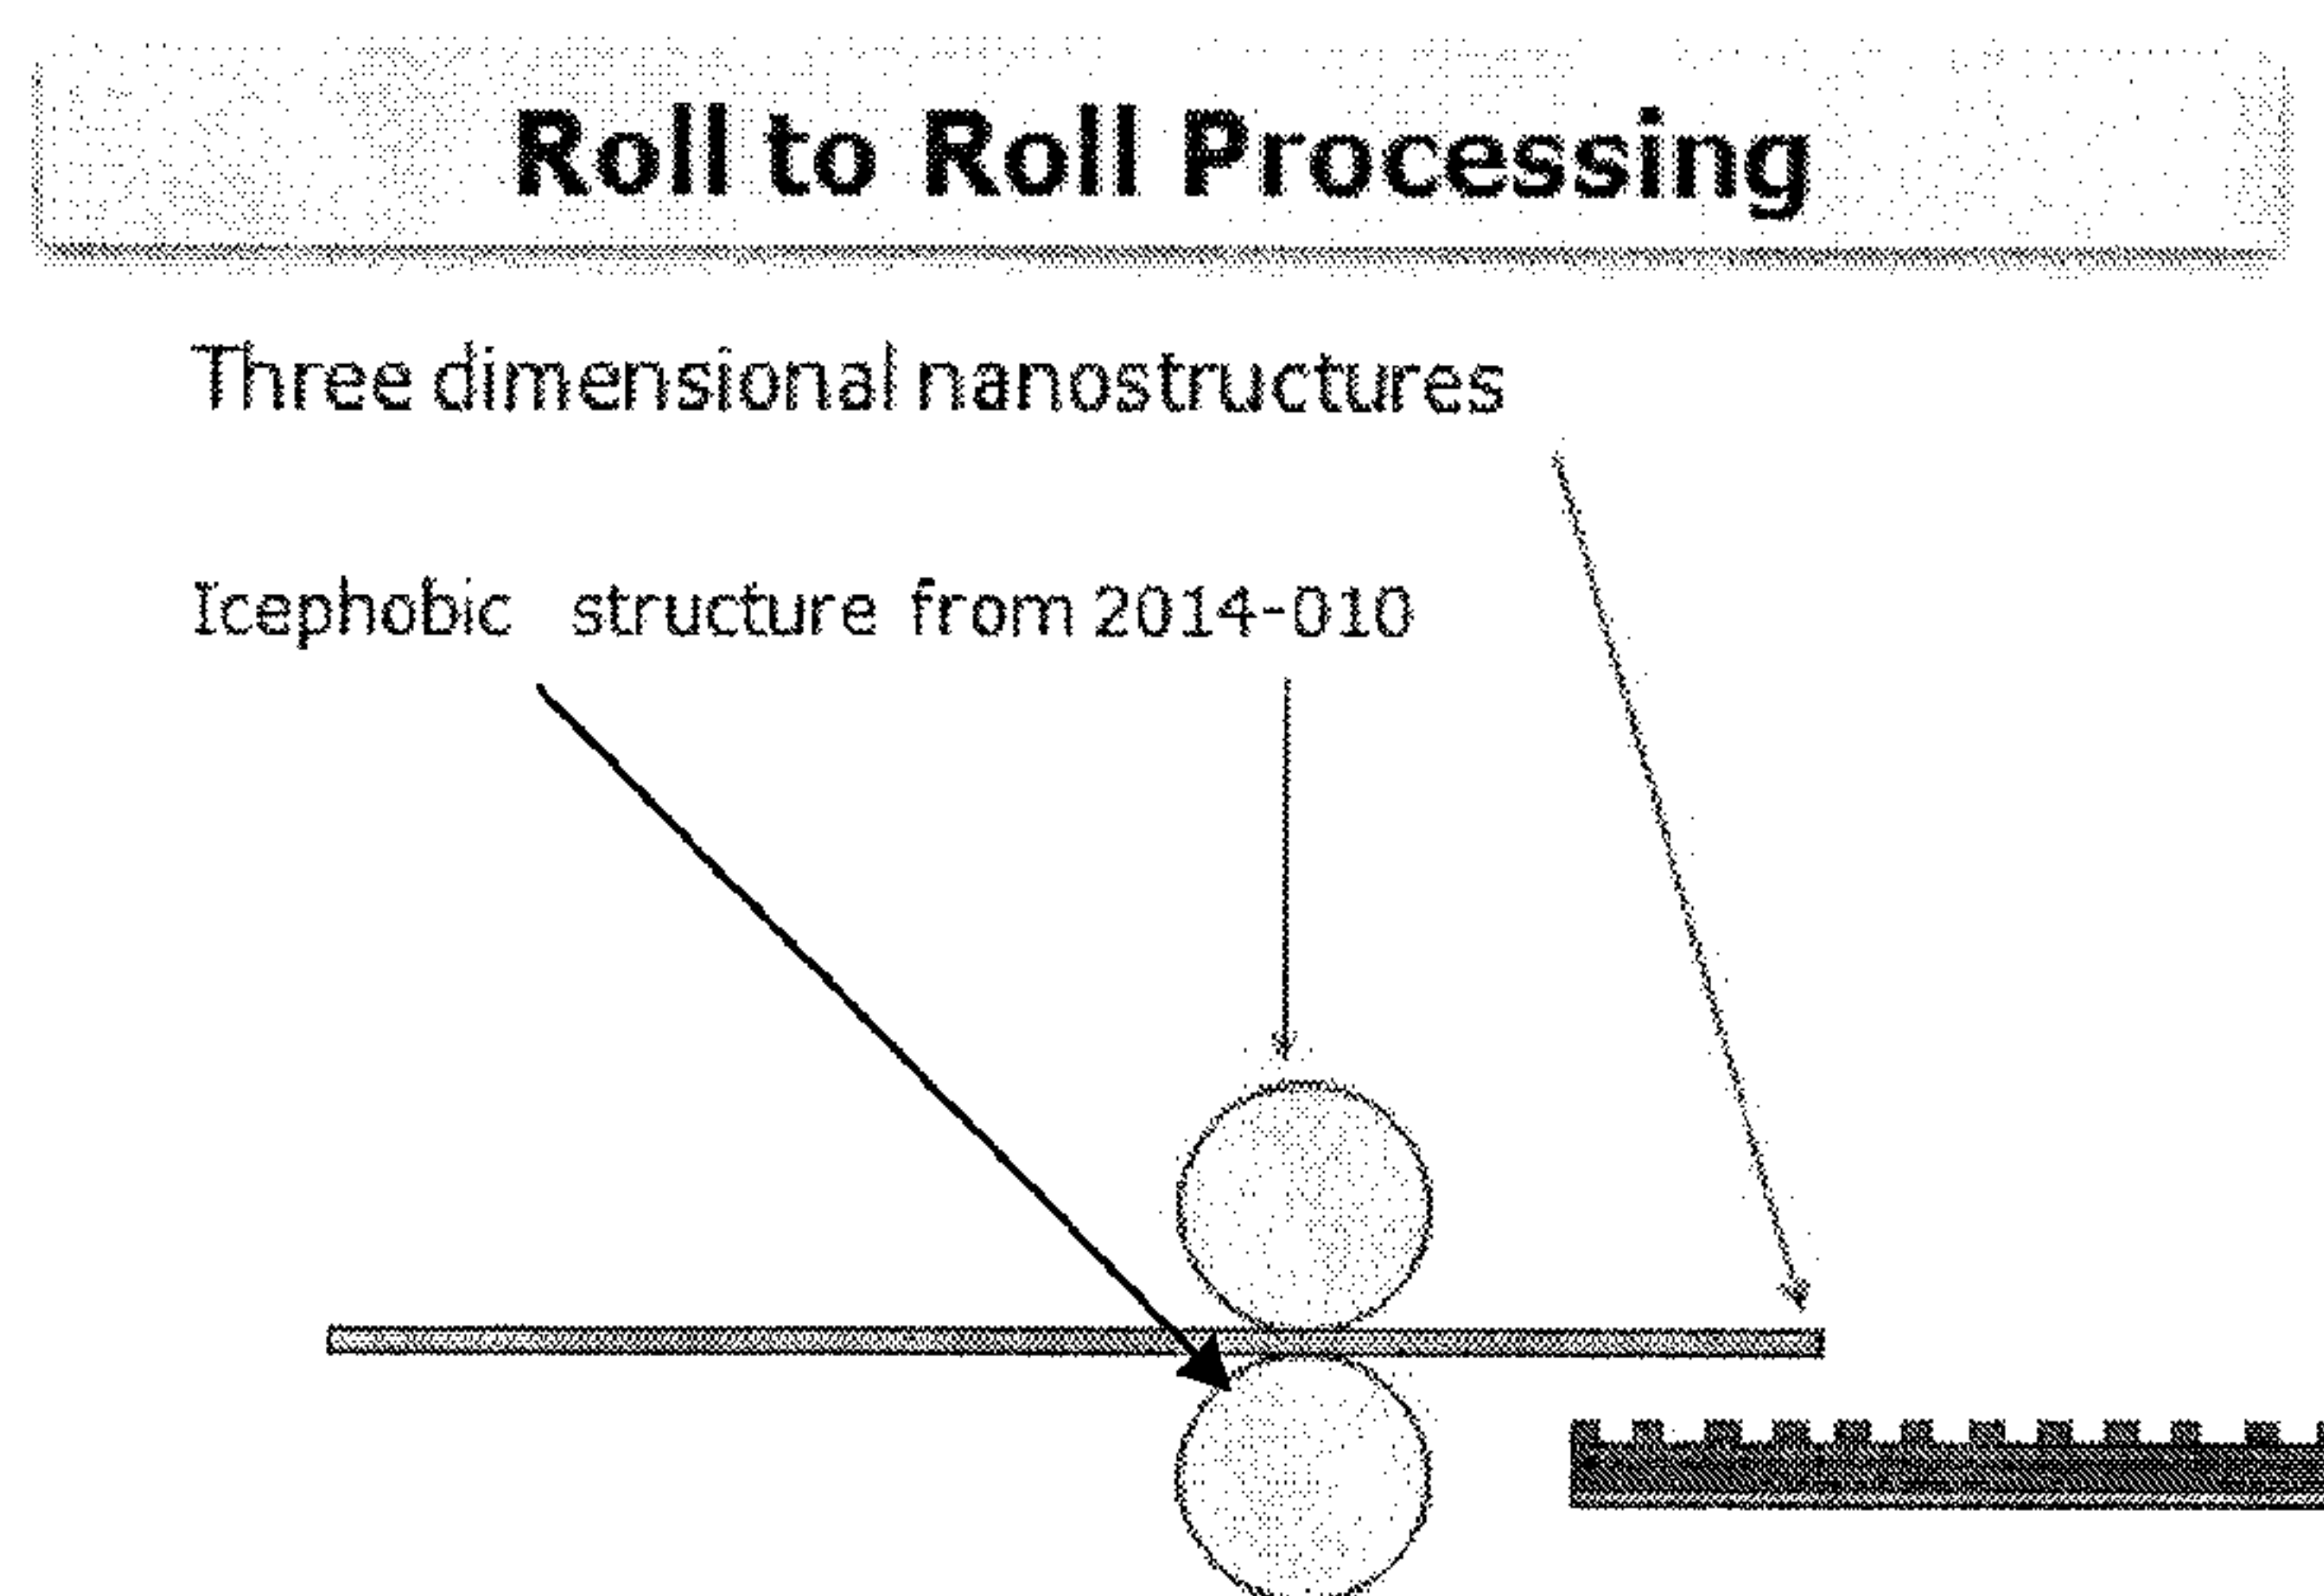 Roll to Roll Processing
Three dimensional nanostructures
Icephobic structure from 2014-010